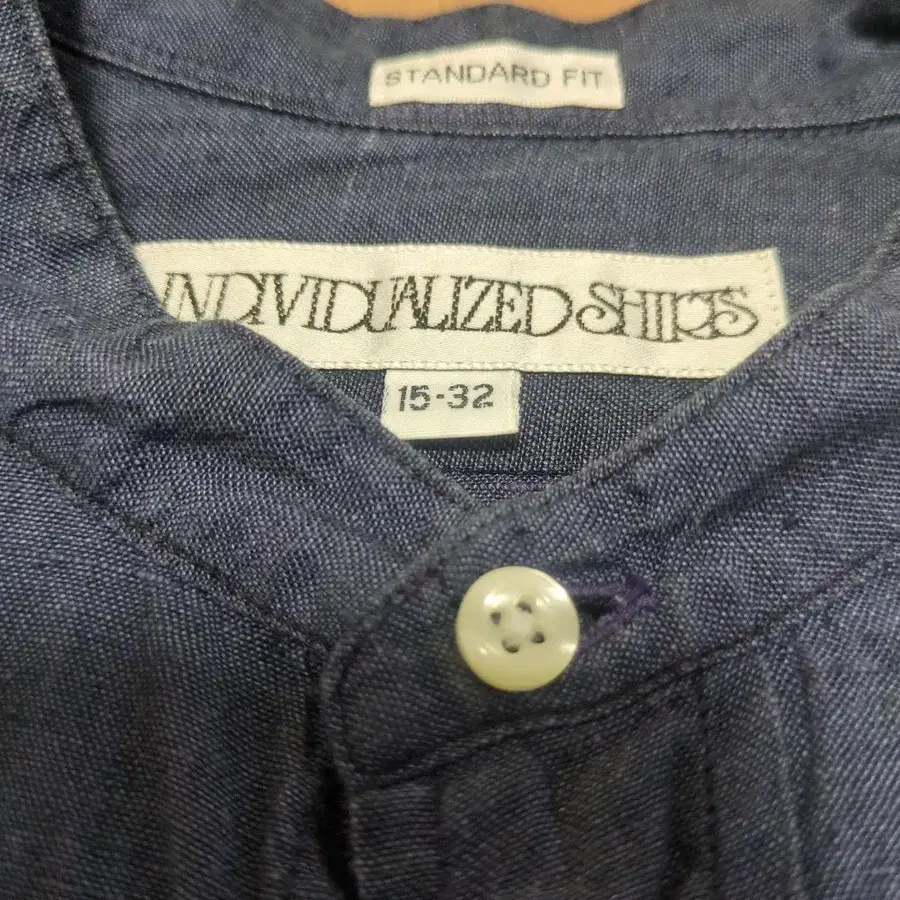 STANDARD FIT
INDIVIDUALIZED SHIRTS
15-32